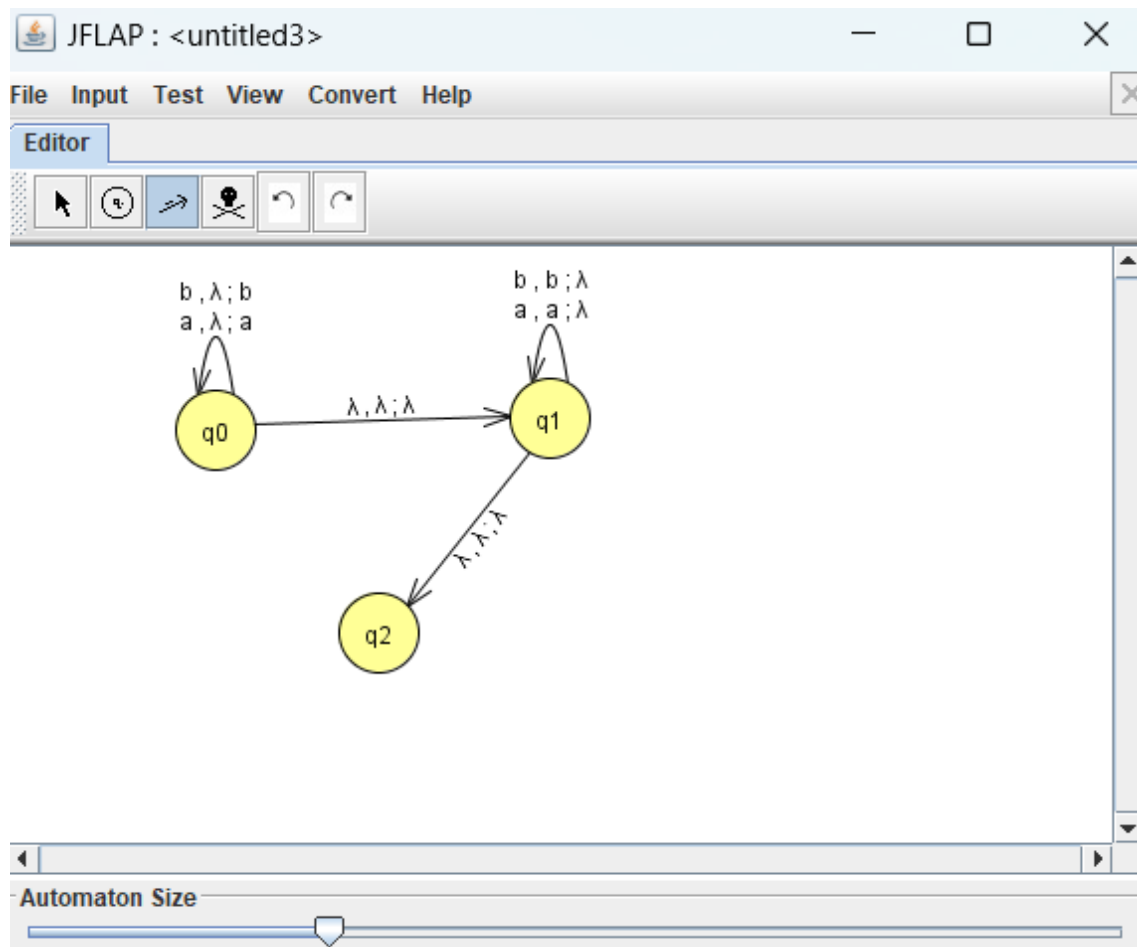 JFLAP : <untitled3>
File Input Test View Convert Help
Editor
q
b , λ ; b
a , λ ; a
b , b ; λ
a , a ; λ
λ , λ ; λ
q0
q1
λ , λ ; λ
q2
Automaton Size